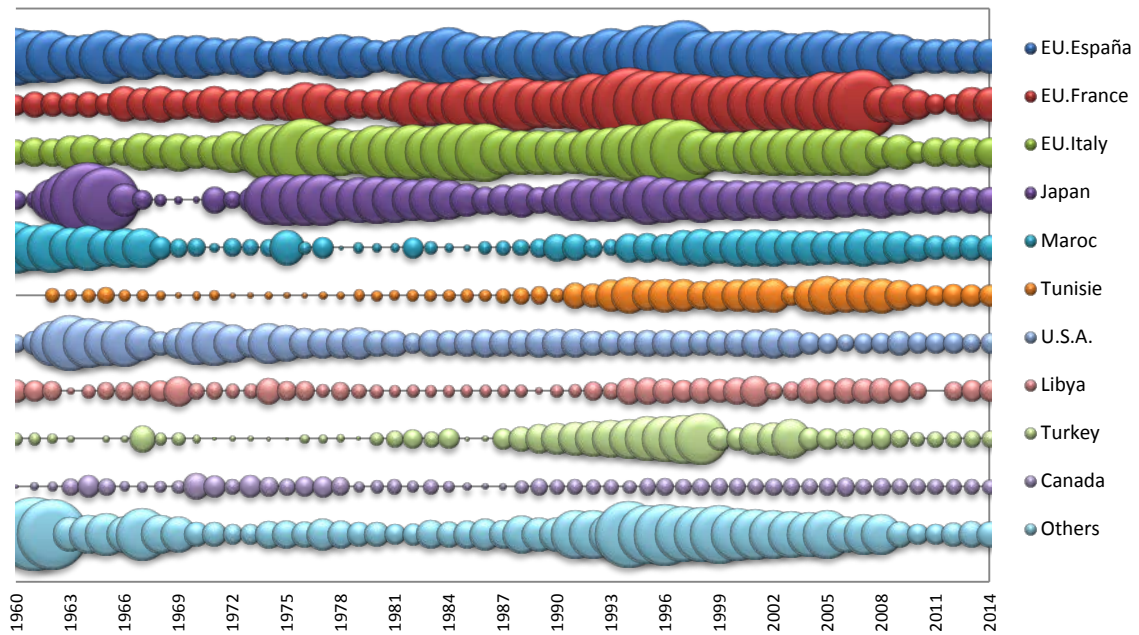 EU.España
EU.France
EU.Italy
Japan
Maroc
Tunisie
U.S.A.
Libya
Turkey
Canada
Others
1960
1963
1966
1969
1972
1975
1978
1981
1984
1987
1990
1993
1996
1999
2002
2005
2008
2011
2014